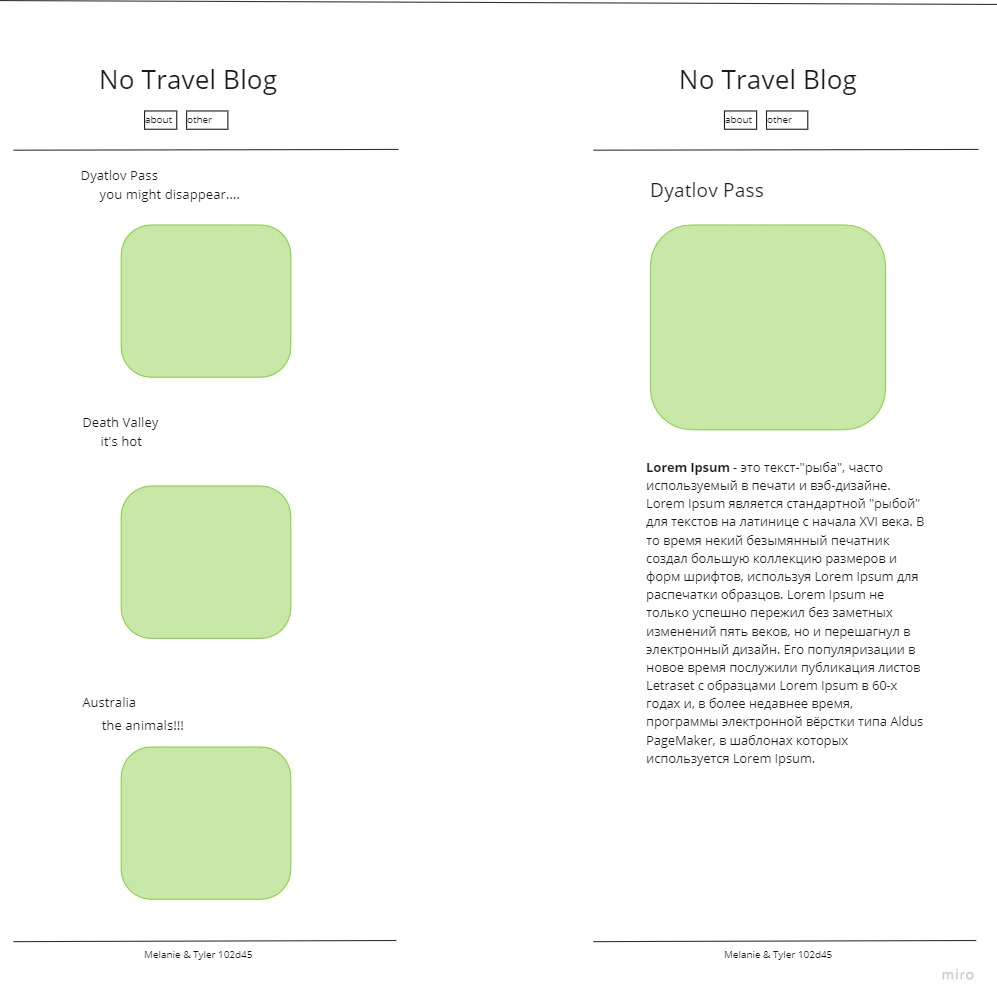 No Travel Blog
about
other
Dyatlov Pass
you might disappear....
Death Valley
it's hot
Australia
the animals!!!
Melanie & Tyler 102d45
No Travel Blog
about
other
Dyatlov Pass
Lorem Ipsum - это текст-"рыба", часто
используемый в печати и вэб-дизайне.
Lorem Ipsum является стандартной "рыбой"
для текстов на латинице с начала XVI века. В
то время некий безымянный печатник
создал большую коллекцию размеров и
форм шрифтов, используя Lorem Ipsum для
распечатки образцов. Lorem Ipsum не
только успешно пережил без заметных
изменений пять веков, но и перешагнул в
электронный дизайн. Его популяризации в
новое время послужили публикация листов
Letraset с образцами Lorem Ipsum в 60-х
годах и, в более недавнее время,
программы электронной вёрстки типа Aldus
PageMaker, в шаблонах которых
используется Lorem Ipsum.
Melanie & Tyler 102d45
miro